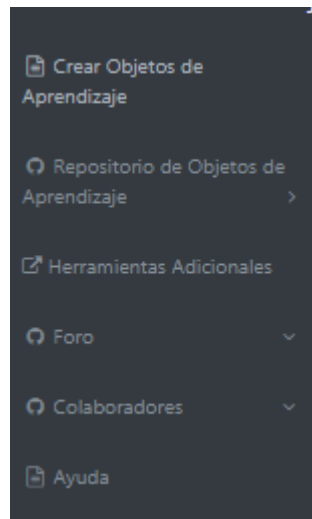 Crear Objetos de
Aprendizaje
Repositorio de Objetos de
Aprendizaje
Herramientas Adicionales
Foro
Colaboradores
Ayuda